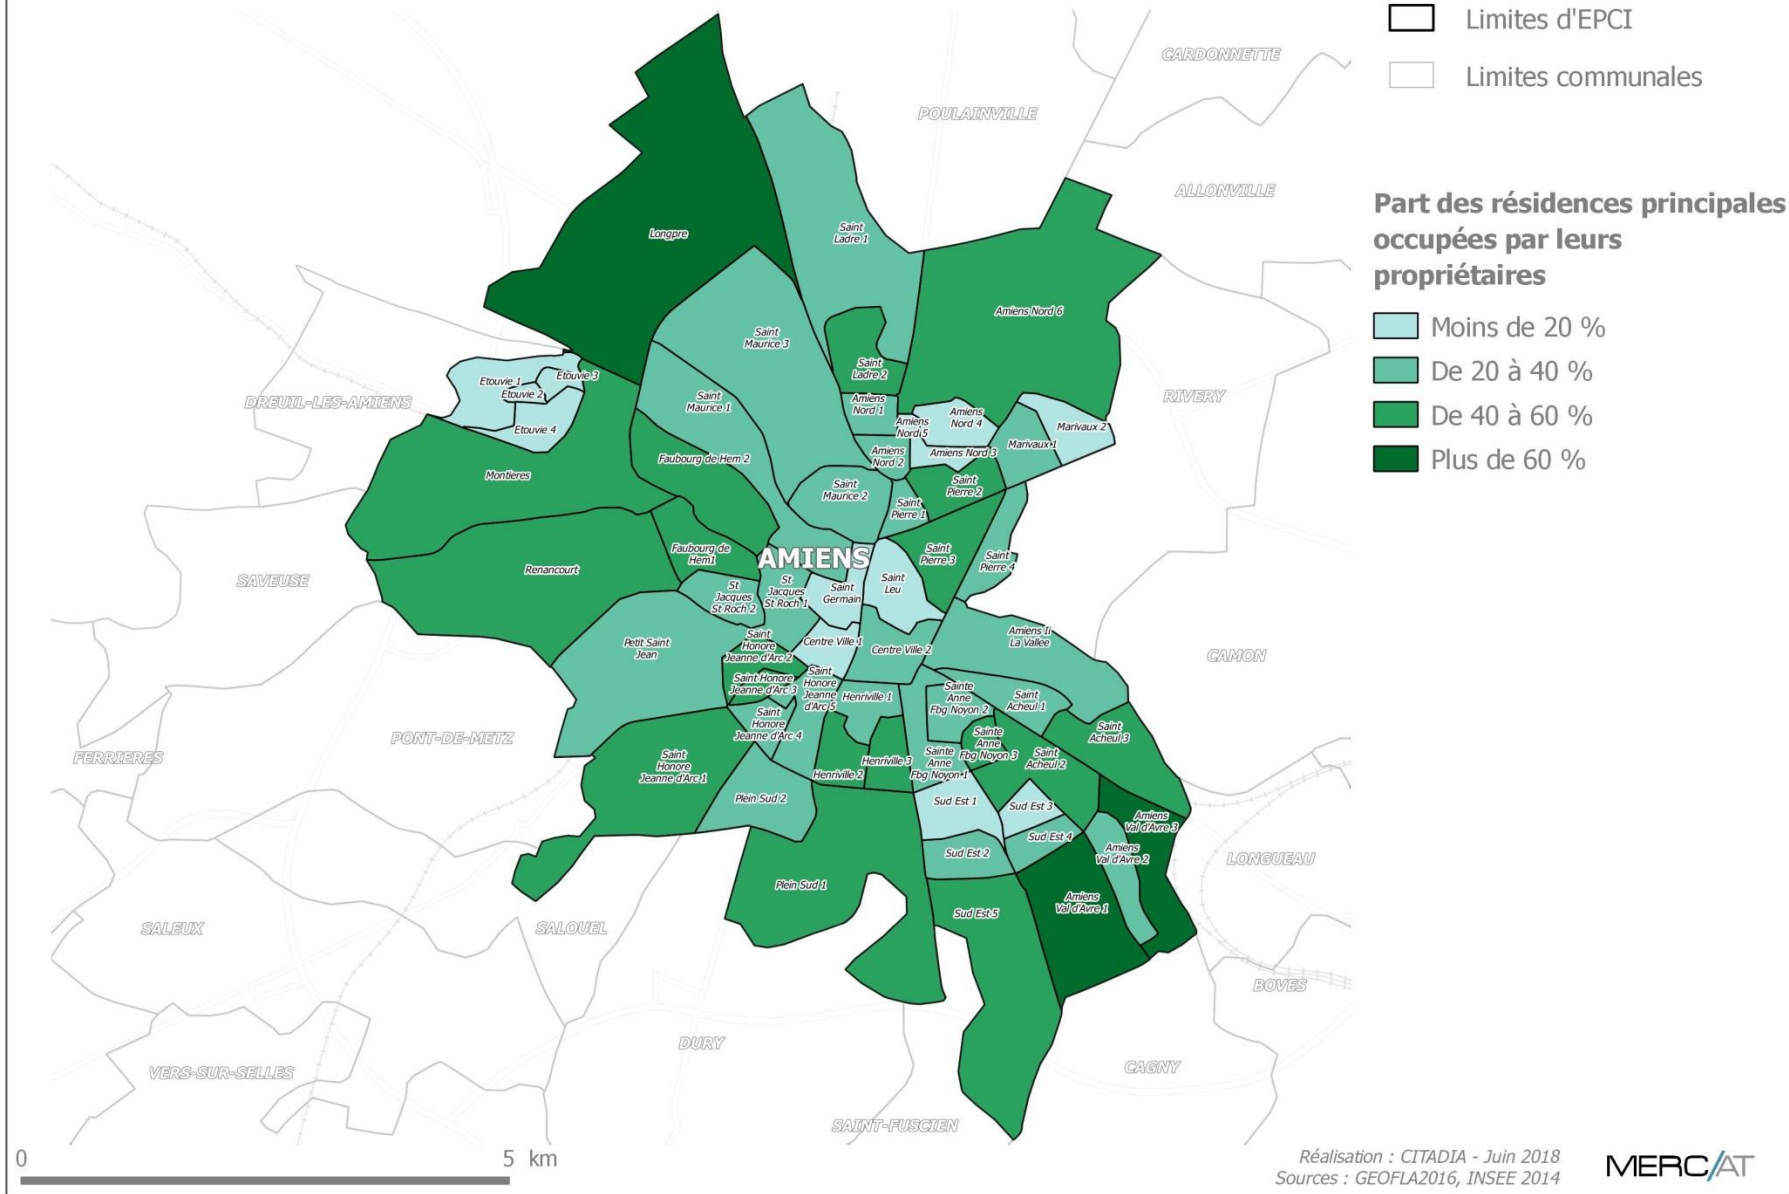 Limites d'EPCI
Limites communales
Part des résidences principales
occupées par leurs
propriétaires
Moins de 20 %
De 20 à 40 %
De 40 à 60 %
Plus de 60 %
CARDONNETTE
POULAINVILLE
ALLONVILLE
Longpre
Saint
Ladre 1
Amiens Nord 6
Saint
Maurice 3
Saint
Ladre 2
Etouvie 1
Etouvie 2
Etouvie 3
Etouvie 4
DREUIL-LES-AMIENS
RIVERY
Saint
Maurice 1
Amiens
Nord 1
Amiens
Nord 5
Amiens
Nord 4
Marivaux 2
Marivaux 1
Amiens
Nord 2
Amiens Nord 3
Faubourg de Hem 2
Montieres
Saint
Maurice 2
Saint
Pierre 2
Saint
Pierre 1
AMIENS
Faubourg de
Hem1
Saint
Pierre 3
Saint
Pierre 4
Renancourt
SAVEUSE
St
Jacques
St Roch 2
St
Jacques
St Roch 1
Saint
Germain
Saint
Leu
Petit Saint
Jean
Saint
Honore
Jeanne d'Arc 2
Centre Ville 1
Centre Ville 2
Amiens Ii
La Vallee
CAMON
Saint Honore
Jeanne d'Arc 3
Saint
Honore
Jeanne
d'Arc 5
Henriville 1
Sainte
Anne
Fbg Noyon 2
Saint
Acheul 1
Saint
Honore
Jeanne d'Arc 4
Sainte
Anne
Fbg Noyon 3
Saint
Acheul 3
PONT-DE-METZ
FERRIERES
Saint
Honore
Jeanne d'Arc 1
Henriville 2
Henriville 3
Sainte
Anne
Fbg Noyon 1
Saint
Acheul 2
Plein Sud 2
Sud Est 1
Sud Est 3
Amiens
Val d'Avre 3
Sud Est 4
Sud Est 2
Amiens
Val d'Avre 2
LONGUEAU
Plein Sud 1
Sud Est 5
Amiens
Val d'Avre 1
SALEUX
SALOUEL
BOVES
DURY
VERS-SUR-SELLES
CAGNY
SAINT-FUSCIEN
0 5 km
Réalisation : CITADIA - Juin 2018
Sources : GEOFLA2016, INSEE 2014
MERC/AT